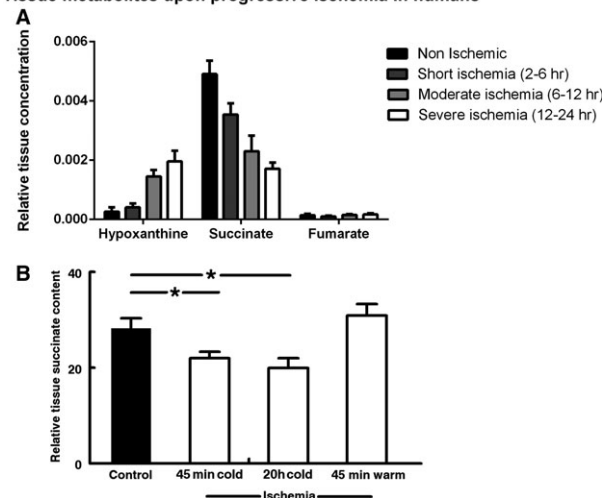 Tissue metabolites upon progressive ischemia in humans
A
Relative tissue concentration
0.006
0.004
0.002
0.000
Non Ischemic
Short ischemia (2-6 hr)
Moderate ischemia (6-12 hr)
Severe ischemia (12-24 hr)
Hypoxanthine Succinate Fumarate
B
Relative tissue succinate content
40
20
0
* 
*
Control 45 min cold 20h cold 45 min warm
Ischemia